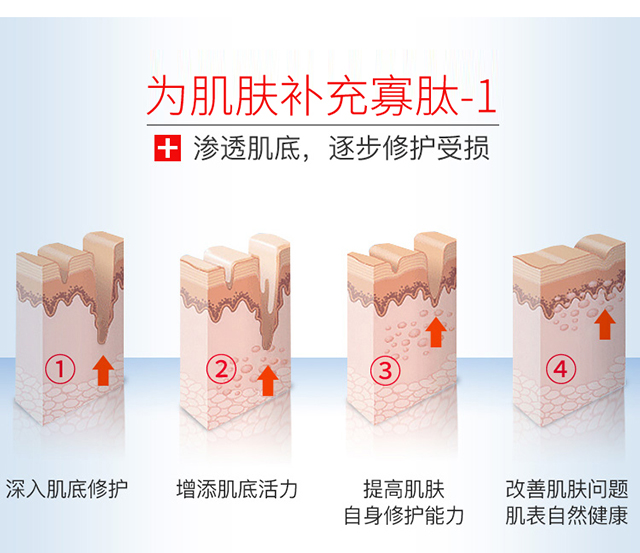 为肌肤补充寡肽-1
渗透肌底，逐步修护受损
①
②
③
④
深入肌底修护
增添肌底活力
提高肌肤
自身修护能力
改善肌肤问题
肌表自然健康